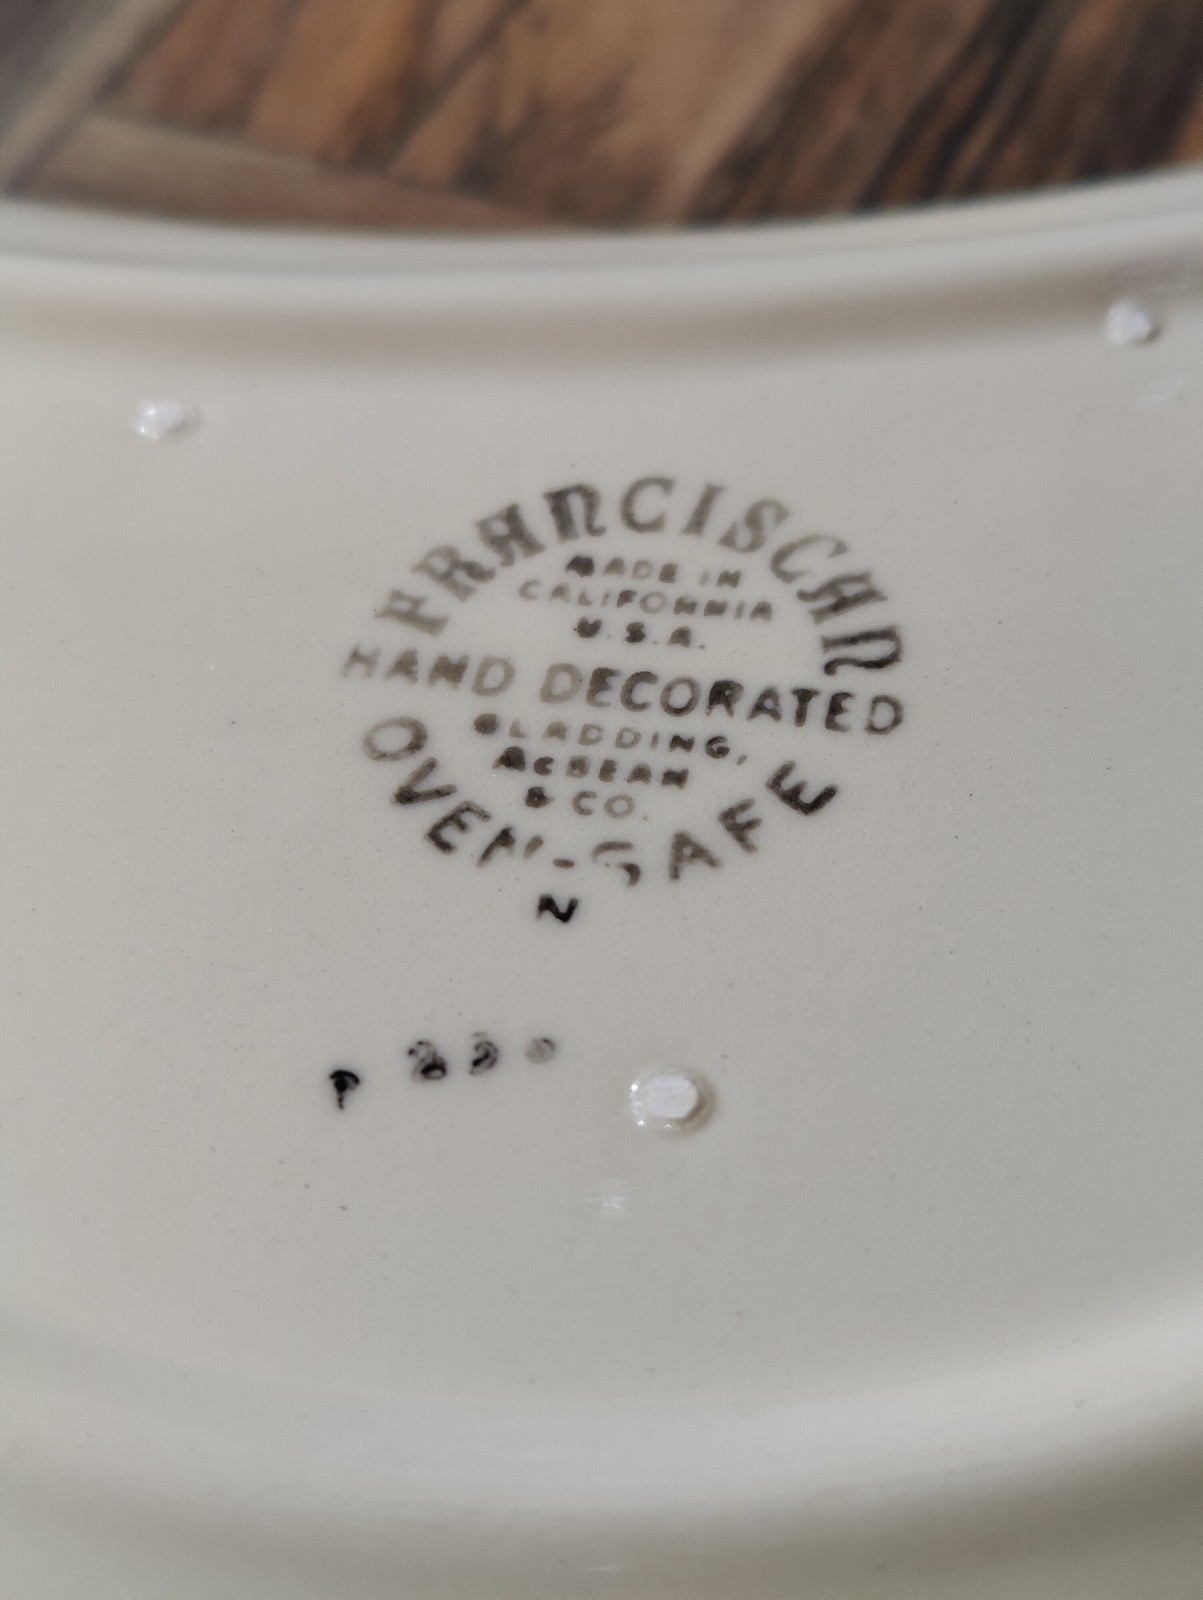 FRANCISCAN
MADE IN
CALIFORNIA
U.S.A.
HAND DECORATED
GLADDING,
McBEAN
& CO.
OVEN-SAFE
N